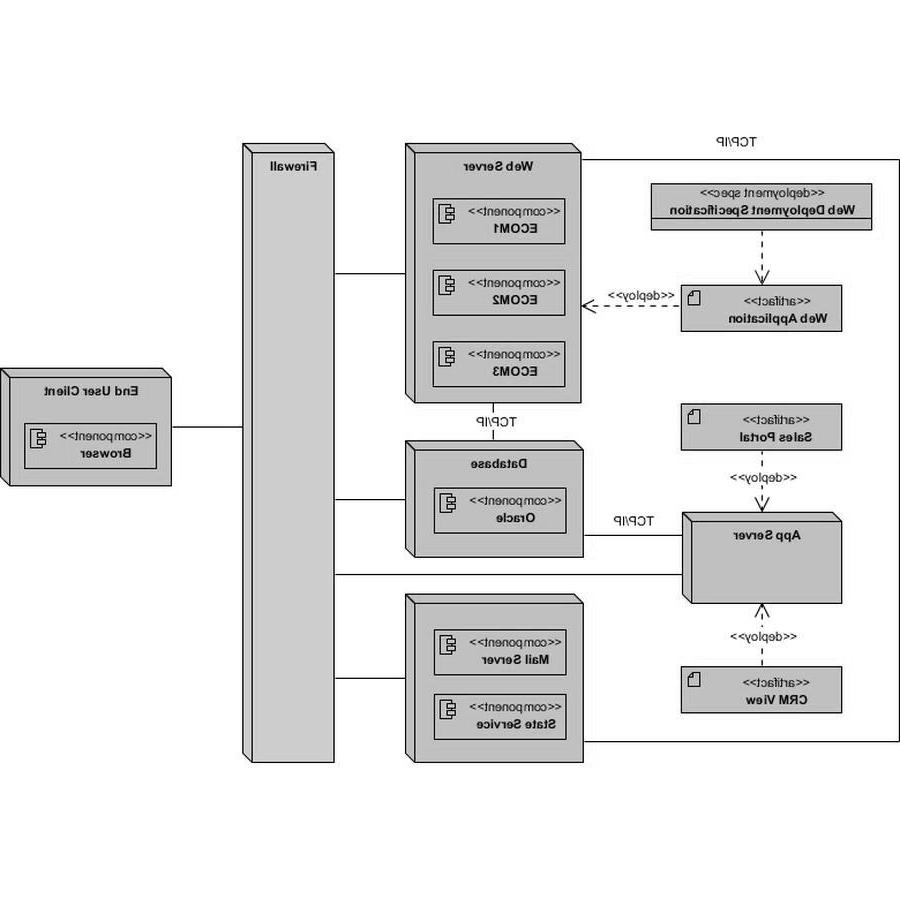 TCP/IP
Firewall
Web Server
<<component>>
ECOM1
<<component>>
ECOM2
<<component>>
ECOM3
<<deployment spec>>
Web Deployment Specification
<<artifact>>
Web Application
<<deploy>>
End User Client
<<component>>
Browser
TCP/IP
Database
<<component>>
Oracle
TCP/IP
<<artifact>>
Sales Portal
<<deploy>>
App Server
<<deploy>>
<<artifact>>
CRM View
<<component>>
Mail Server
<<component>>
State Service